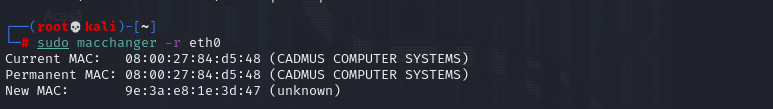 Acasă
┌──(root💀kali)-[~]
└─# sudo macchanger -r eth0
Current MAC:   08:00:27:84:d5:48 (CADMUS COMPUTER SYSTEMS)
Permanent MAC: 08:00:27:84:d5:48 (CADMUS COMPUTER SYSTEMS)
New MAC:       9e:3a:e8:1e:3d:47 (unknown)